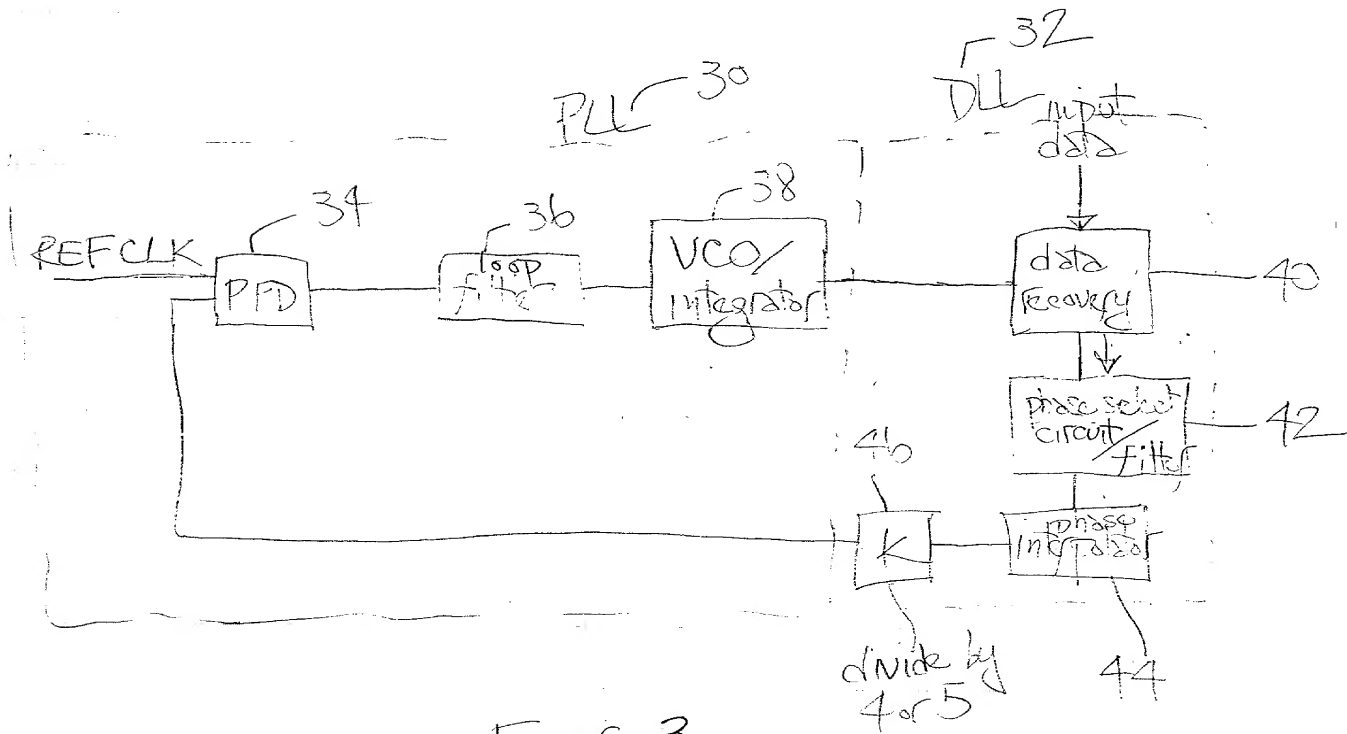 32
PLL 30
DLL
input
data
34
36
38
REFCLK
PFD
loop
filter
VCO/
integrator
data
recovery
40
phase select
circuit/
filter
42
46
K
phase
integrator
divide by
4 or 5
44
FIG 3